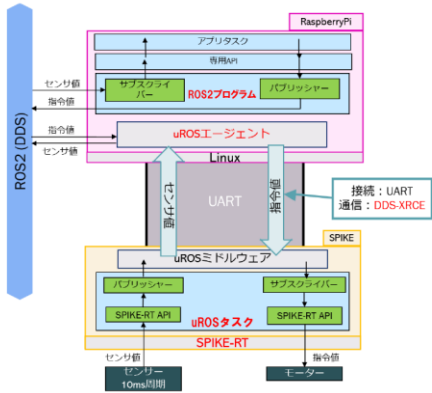 RaspberryPi
アプリタスク
専用API
サブスクライ
バー
ROS2プログラム
パブリッシャー
センサ値
指令値
ROS2 (DDS)
指令値
センサ値
uROSエージェント
Linux
センサ値
UART
指令値
接続：UART
通信：DDS-XRCE
SPIKE
uROSミドルウェア
パブリッシャー
サブスクライバー
SPIKE-RT API
uROSタスク
SPIKE-RT API
SPIKE-RT
センサ値
指令値
センサー
10ms周期
モーター